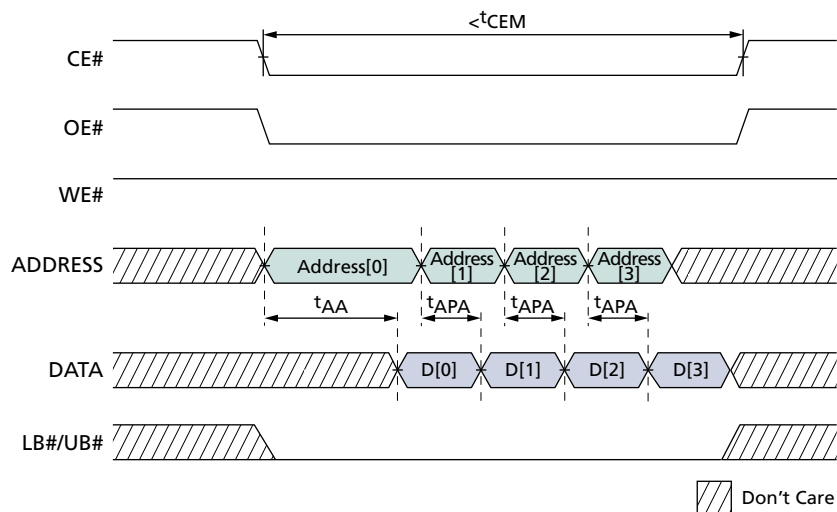 <tCEM
CE#
OE#
WE#
ADDRESS
Address[0]
Address
[1]
Address
[2]
Address
[3]
tAA
tAPA
tAPA
tAPA
DATA
D[0]
D[1]
D[2]
D[3]
LB#/UB#
Don't Care